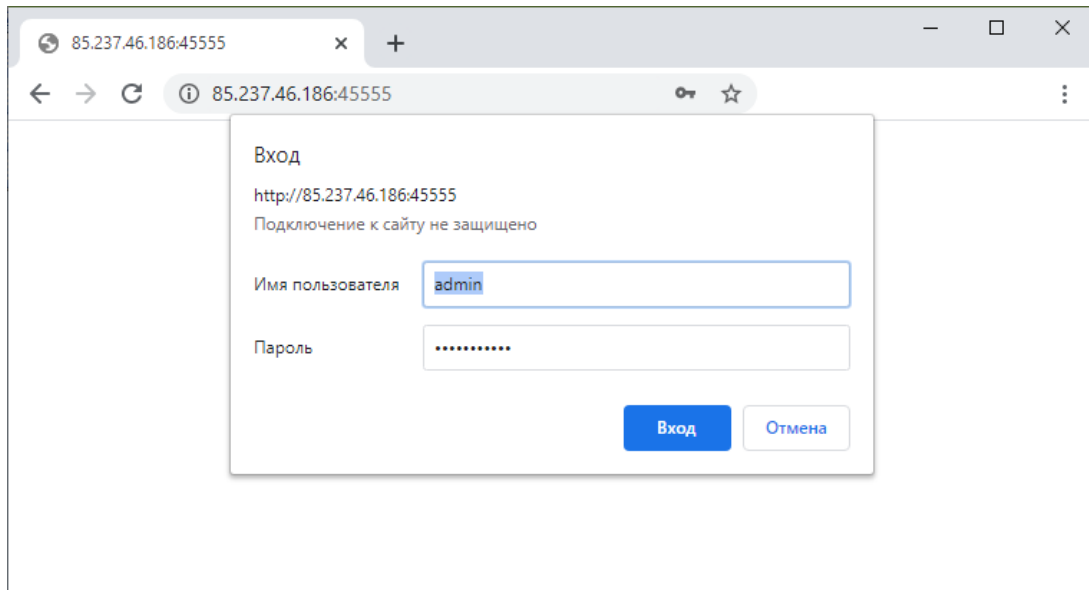 85.237.46.186:45555
85.237.46.186:45555
Вход
http://85.237.46.186:45555
Подключение к сайту не защищено
Имя пользователя admin
Пароль •••••••••••
Вход Отмена